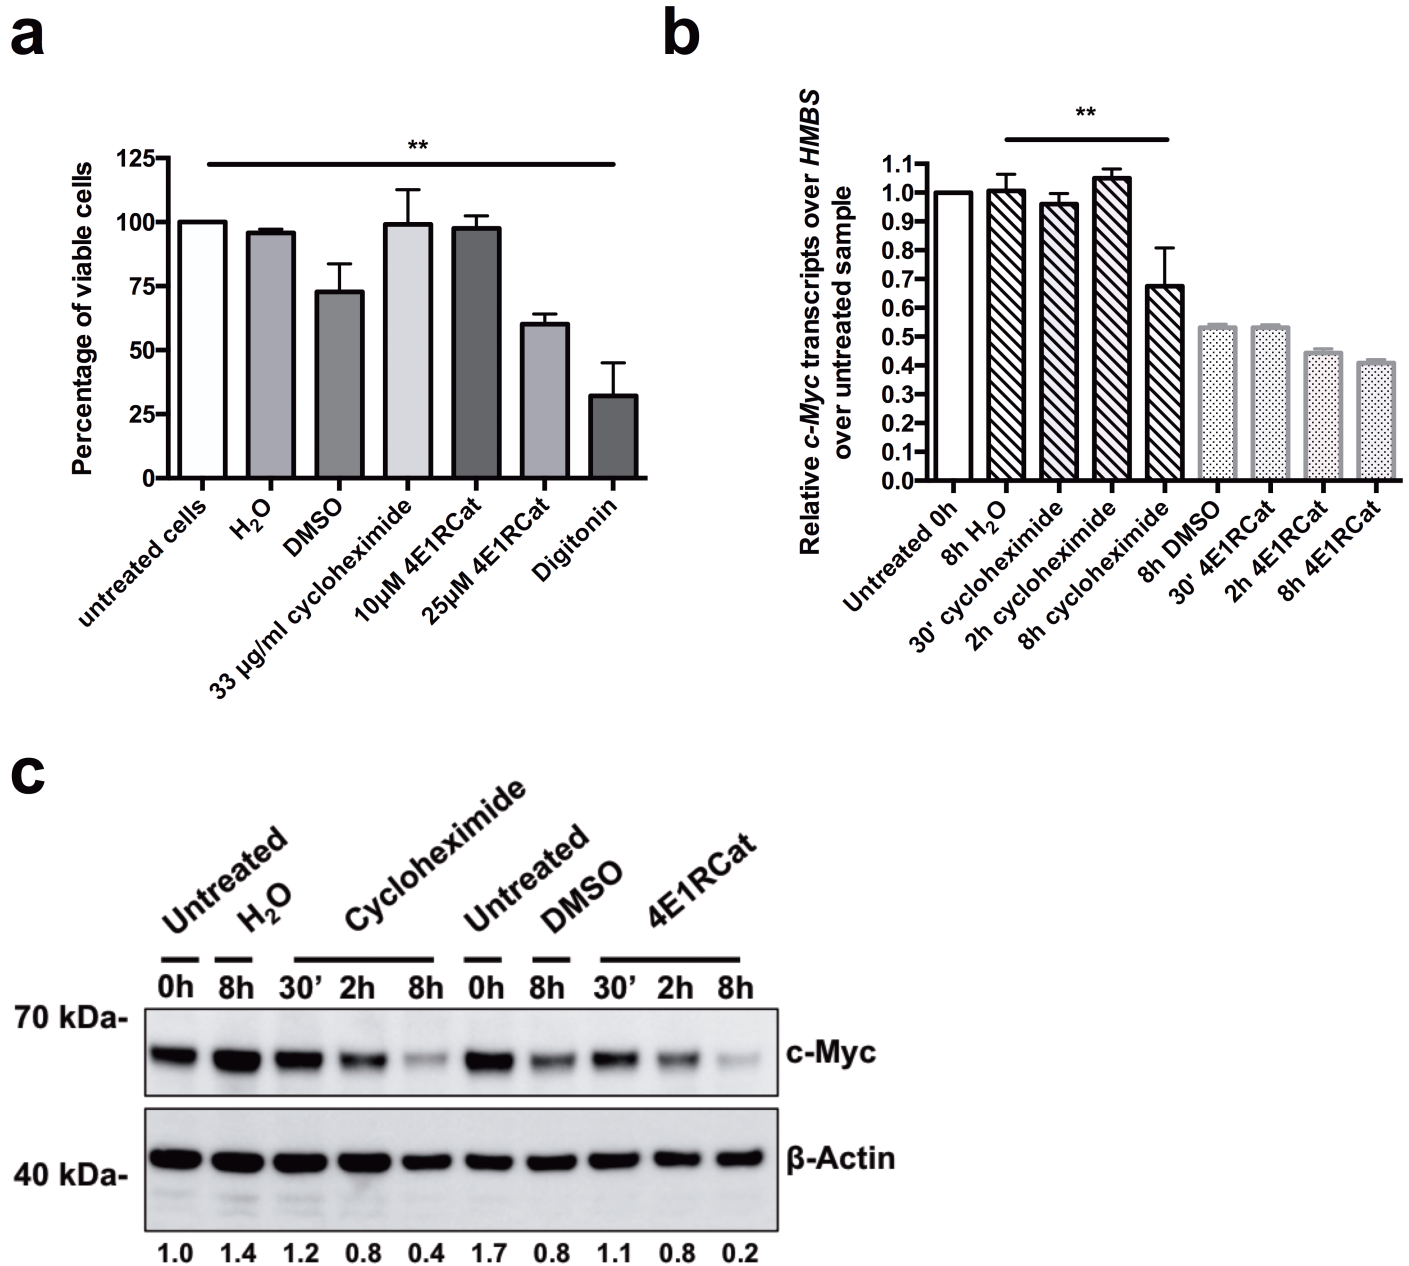 a
Percentage of viable cells
**
125
100
75
50
25
0
untreated cells
H₂O
DMSO
33 µg/ml cycloheximide
10µM 4E1RCat
25µM 4E1RCat
Digitonin
b
Relative c-Myc transcripts over HMBS
over untreated sample
**
1.1
1.0
0.9
0.8
0.7
0.6
0.5
0.4
0.3
0.2
0.1
0.0
Untreated 0h
8h H₂O
30' cycloheximide
2h cycloheximide
8h cycloheximide
8h DMSO
30' 4E1RCat
2h 4E1RCat
8h 4E1RCat
c
Untreated
H₂O
Cycloheximide
Untreated
DMSO
4E1RCat
0h 8h 30’ 2h 8h 0h 8h 30’ 2h 8h
70 kDa-
c-Myc
β-Actin
40 kDa-
1.0 1.4 1.2 0.8 0.4 1.7 0.8 1.1 0.8 0.2